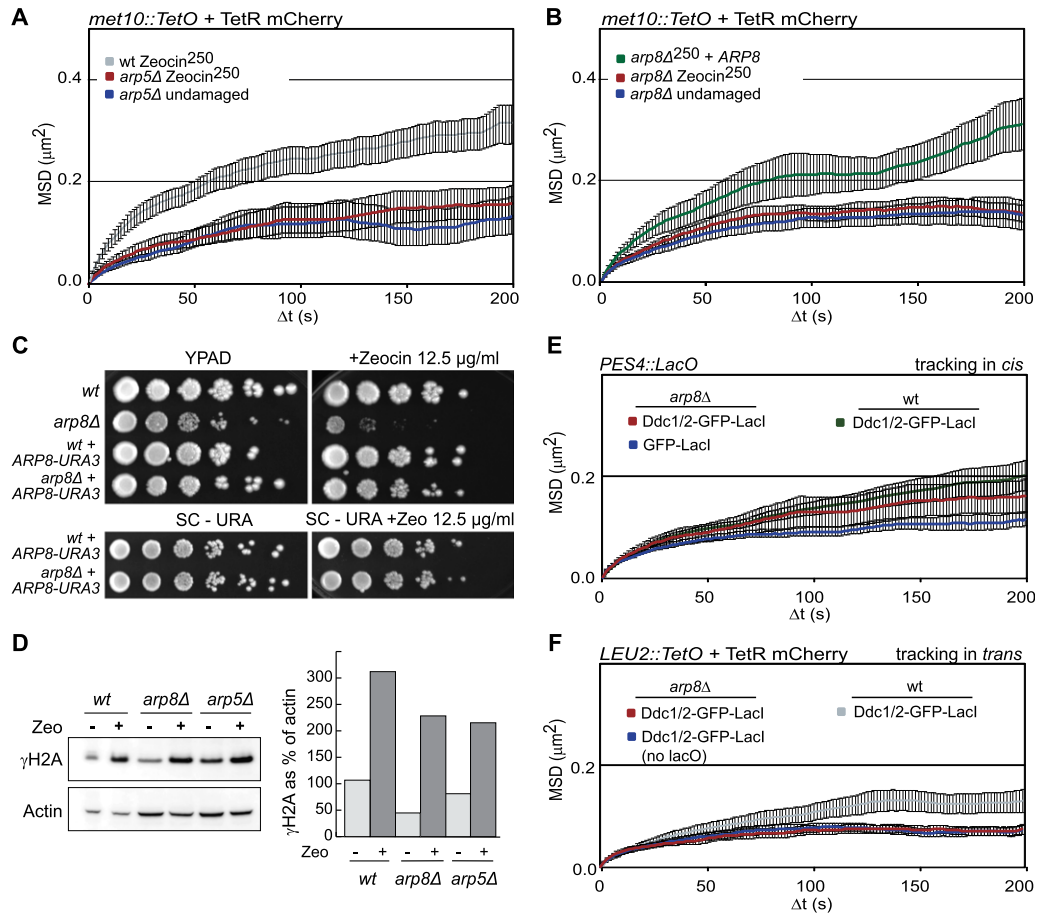 A
met10::TetO + TetR mCherry
MSD (μm2)
0.4
0.2
0.0
wt Zeocin250
arp5Δ Zeocin250
arp5Δ undamaged
0 50 100 150 200
Δt (s)
B
met10::TetO + TetR mCherry
MSD (μm2)
0.4
0.2
0.0
arp8Δ250 + ARP8
arp8Δ Zeocin250
arp8Δ undamaged
0 50 100 150 200
Δt (s)
C
YPAD +Zeocin 12.5 μg/ml
wt
arp8Δ
wt +
ARP8-URA3
arp8Δ +
ARP8-URA3
SC - URA SC - URA +Zeo 12.5 μg/ml
wt +
ARP8-URA3
arp8Δ +
ARP8-URA3
D
wt arp8Δ arp5Δ
Zeo - + - + - +
γH2A
Actin
γH2A as % of actin
300
250
200
150
100
50
0
Zeo - + - + - +
wt arp8Δ arp5Δ
E
PES4::LacO tracking in cis
MSD (μm2)
0.2
0.0
arp8Δ
Ddc1/2-GFP-LacI
GFP-LacI
wt
Ddc1/2-GFP-LacI
0 50 100 150 200
Δt (s)
F
LEU2::TetO + TetR mCherry tracking in trans
MSD (μm2)
0.2
0.0
arp8Δ
Ddc1/2-GFP-LacI
Ddc1/2-GFP-LacI
(no lacO)
wt
Ddc1/2-GFP-LacI
0 50 100 150 200
Δt (s)